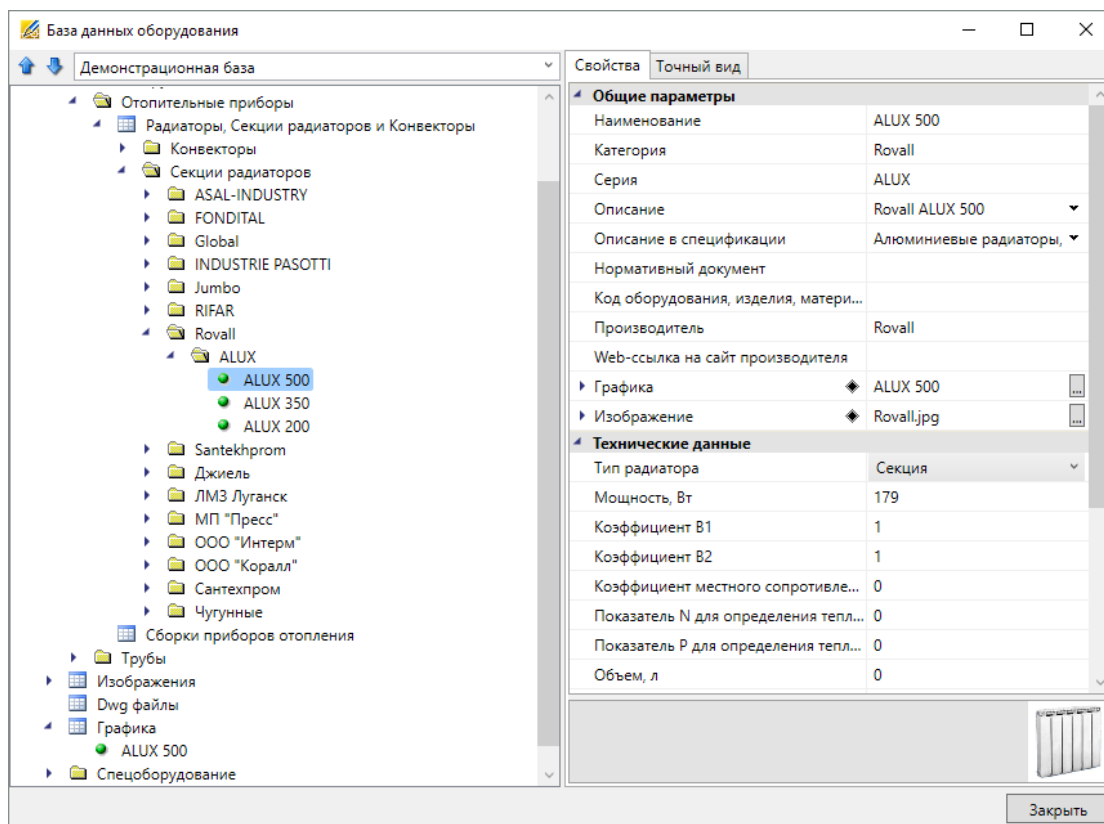 База данных оборудования
Демонстрационная база
Отопительные приборы
Радиаторы, Секции радиаторов и Конвекторы
Конвекторы
Секции радиаторов
ASAL-INDUSTRY
FONDITAL
Global
INDUSTRIE PASOTTI
Jumbo
RIFAR
Rovall
ALUX
ALUX 500
ALUX 350
ALUX 200
Santekhprom
Джиель
ЛМЗ Луганск
МП "Пресс"
ООО "Интерм"
ООО "Коралл"
Сантехпром
Чугунные
Сборки приборов отопления
Трубы
Изображения
Dwg файлы
Графика
ALUX 500
Спецоборудование
Свойства Точный вид
Общие параметры
Наименование ALUX 500
Категория Rovall
Серия ALUX
Описание Rovall ALUX 500
Описание в спецификации Алюминиевые радиаторы,
Нормативный документ
Код оборудования, изделия, матери...
Производитель Rovall
Web-ссылка на сайт производителя
Графика ALUX 500 ...
Изображение Rovall.jpg ...
Технические данные
Тип радиатора Секция
Мощность, Вт 179
Коэффициент B1 1
Коэффициент B2 1
Коэффициент местного сопротивле... 0
Показатель N для определения тепл... 0
Показатель P для определения тепл... 0
Объем, л 0
Закрыть